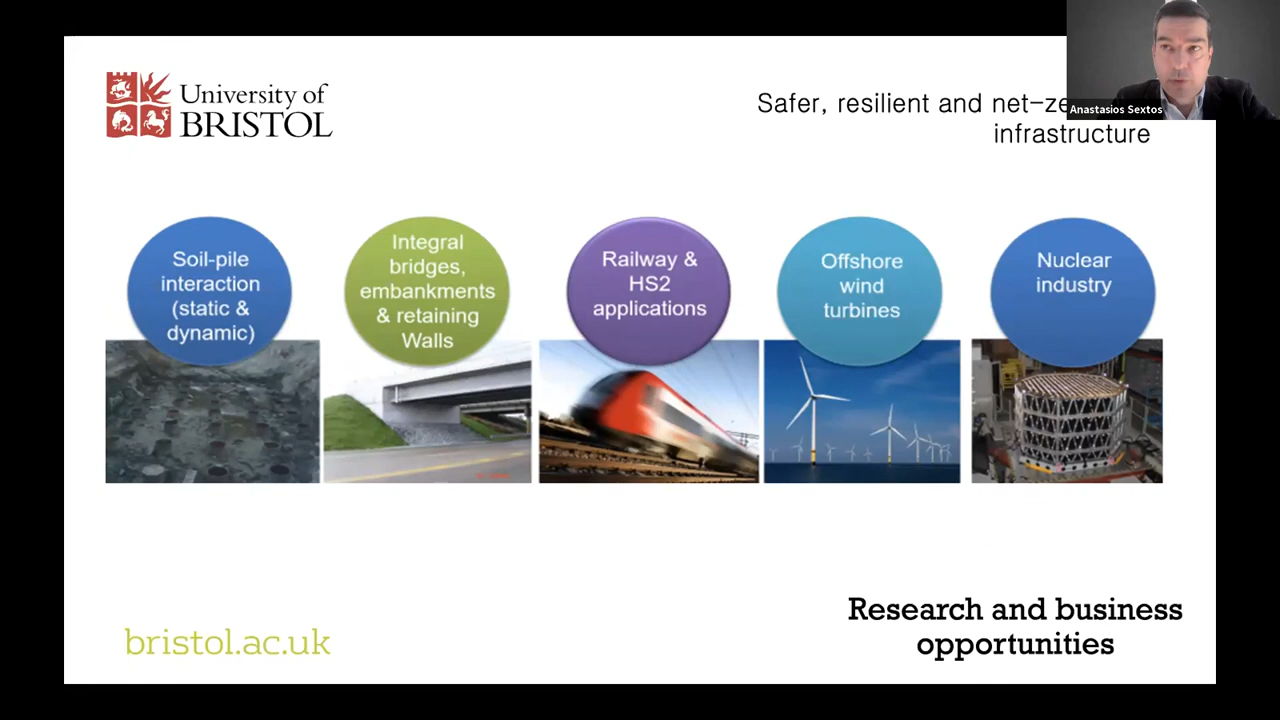 University of
BRISTOL
Safer, resilient and net-ze
infrastructure
Anastasios Sextos
Soil-pile
interaction
(static &
dynamic)
Integral
bridges,
embankments
& retaining
Walls
Railway &
HS2
applications
Offshore
wind
turbines
Nuclear
industry
bristol.ac.uk
Research and business
opportunities